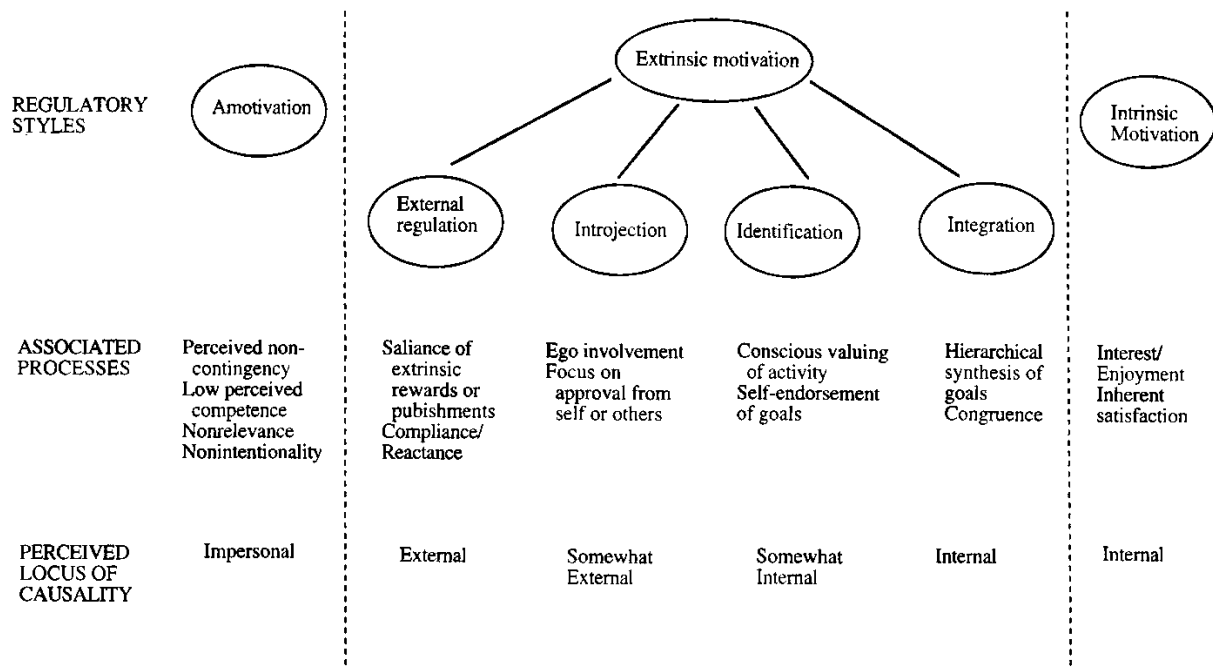 Extrinsic motivation
REGULATORY
STYLES
Amotivation
Intrinsic
Motivation
External
regulation
Introjection
Identification
Integration
ASSOCIATED
PROCESSES
Perceived non-
contingency
Low perceived
competence
Nonrelevance
Nonintentionality
Saliance of
extrinsic
rewards or
pubishments
Compliance/
Reactance
Ego involvement
Focus on
approval from
self or others
Conscious valuing
of activity
Self-endorsement
of goals
Hierarchical
synthesis of
goals
Congruence
Interest/
Enjoyment
Inherent
satisfaction
PERCEIVED
LOCUS OF
CAUSALITY
Impersonal
External
Somewhat
External
Somewhat
Internal
Internal
Internal